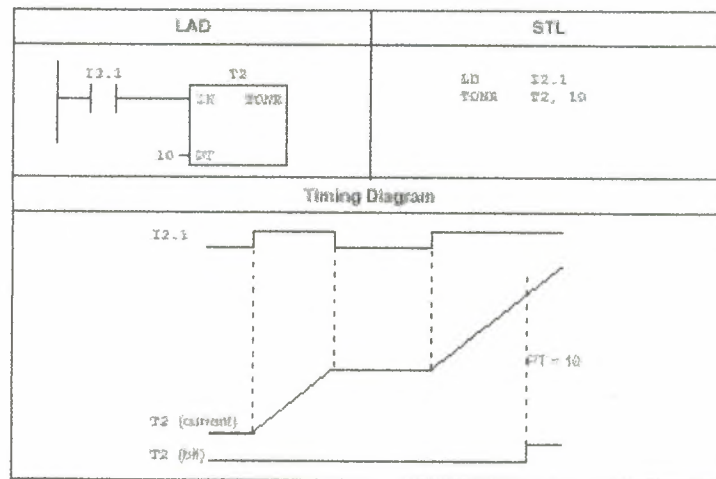 LAD
STL
I2.1
T2
IN TONR
10 PT
LD I2.1
TONR T2, 10
Timing Diagram
I2.1
PT = 10
T2 (current)
T2 (bit)